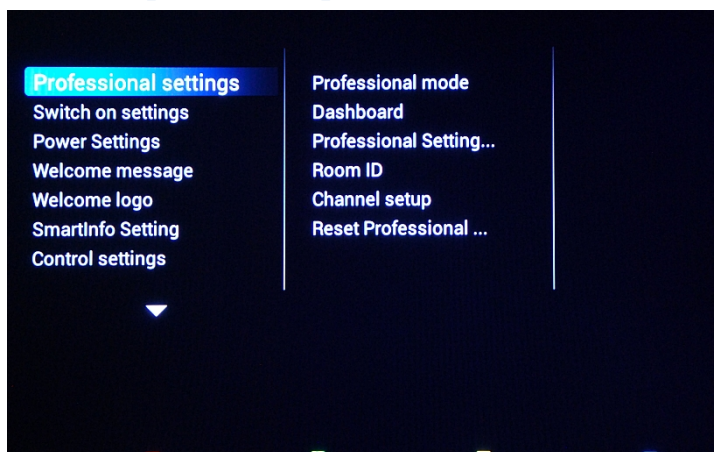 Professional settings
Switch on settings
Power Settings
Welcome message
Welcome logo
SmartInfo Setting
Control settings
Professional mode
Dashboard
Professional Setting...
Room ID
Channel setup
Reset Professional ...